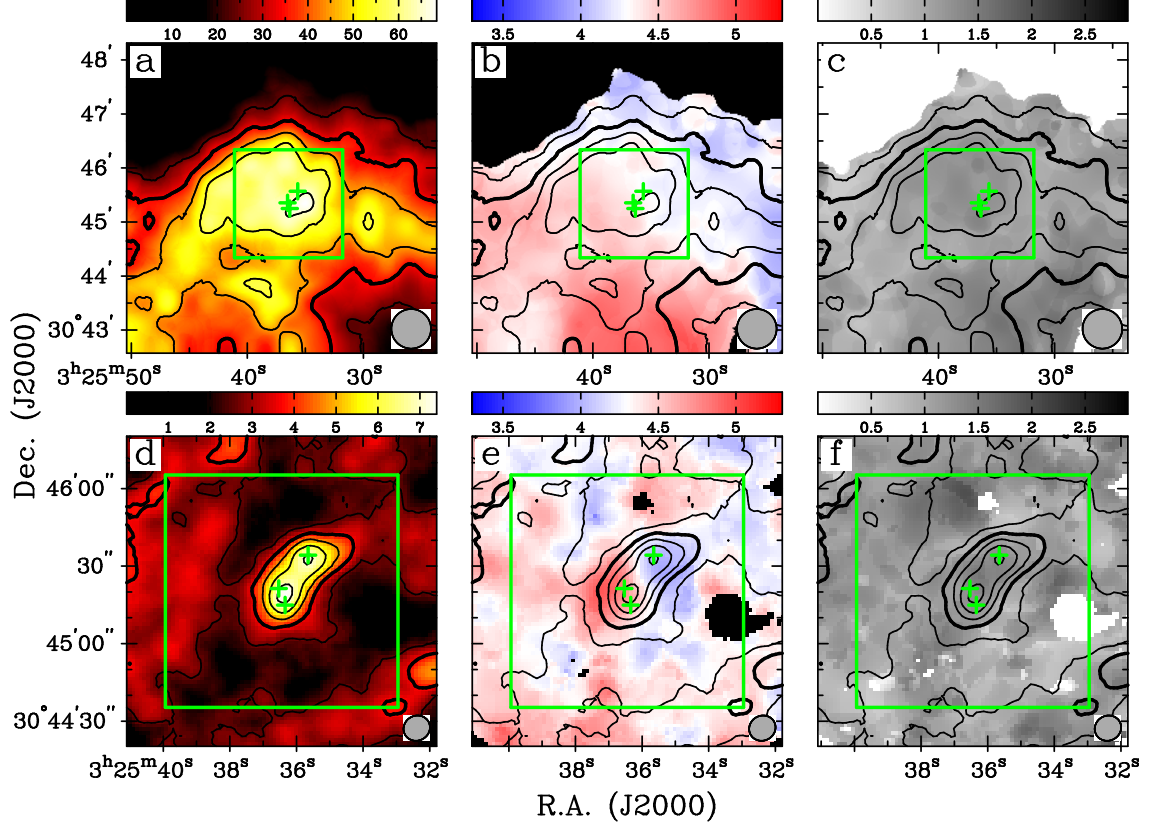 10 20 30 40 50 60
3.5 4 4.5 5
0.5 1 1.5 2 2.5
a
b
c
48'
47'
46'
45'
44'
30° 43'
3h25m50s 40s 30s
40s 30s
40s 30s
Dec. (J2000)
1 2 3 4 5 6 7
3.5 4 4.5 5
0.5 1 1.5 2 2.5
d
e
f
46'00"
30"
45'00"
30°44'30"
3h25m40s 38s 36s 34s 32s
38s 36s 34s 32s
38s 36s 34s 32s
R.A. (J2000)